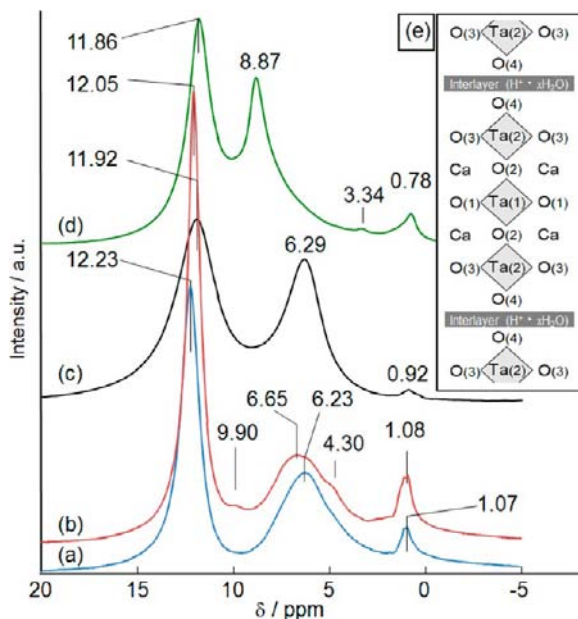 (e)
O(3) Ta(2) O(3)
O(4)
Interlayer (H⁺・xH₂O)
O(4)
O(3) Ta(2) O(3)
Ca O(2) Ca
O(1) Ta(1) O(1)
Ca O(2) Ca
O(3) Ta(2) O(3)
O(4)
Interlayer (H⁺・xH₂O)
O(4)
O(3) Ta(2) O(3)
11.86
12.05
8.87
11.92
3.34
0.78
(d)
12.23
6.29
(c)
0.92
6.65 6.23
9.90
4.30
1.08
1.07
(b)
(a)
Intensity / a.u.
20 15 10 5 0 -5
δ / ppm